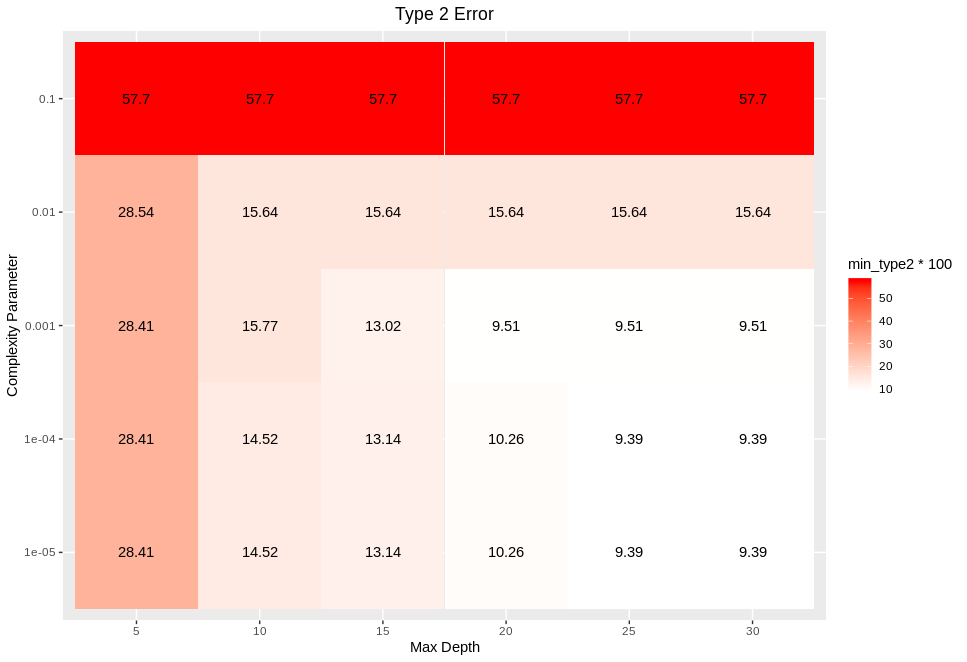 Type 2 Error
0.1 57.7 57.7 57.7 57.7 57.7 57.7
0.01 28.54 15.64 15.64 15.64 15.64 15.64
0.001 28.41 15.77 13.02 9.51 9.51 9.51
1e-04 28.41 14.52 13.14 10.26 9.39 9.39
1e-05 28.41 14.52 13.14 10.26 9.39 9.39
5 10 15 20 25 30
Max Depth
Complexity Parameter
min_type2 * 100
50
40
30
20
10